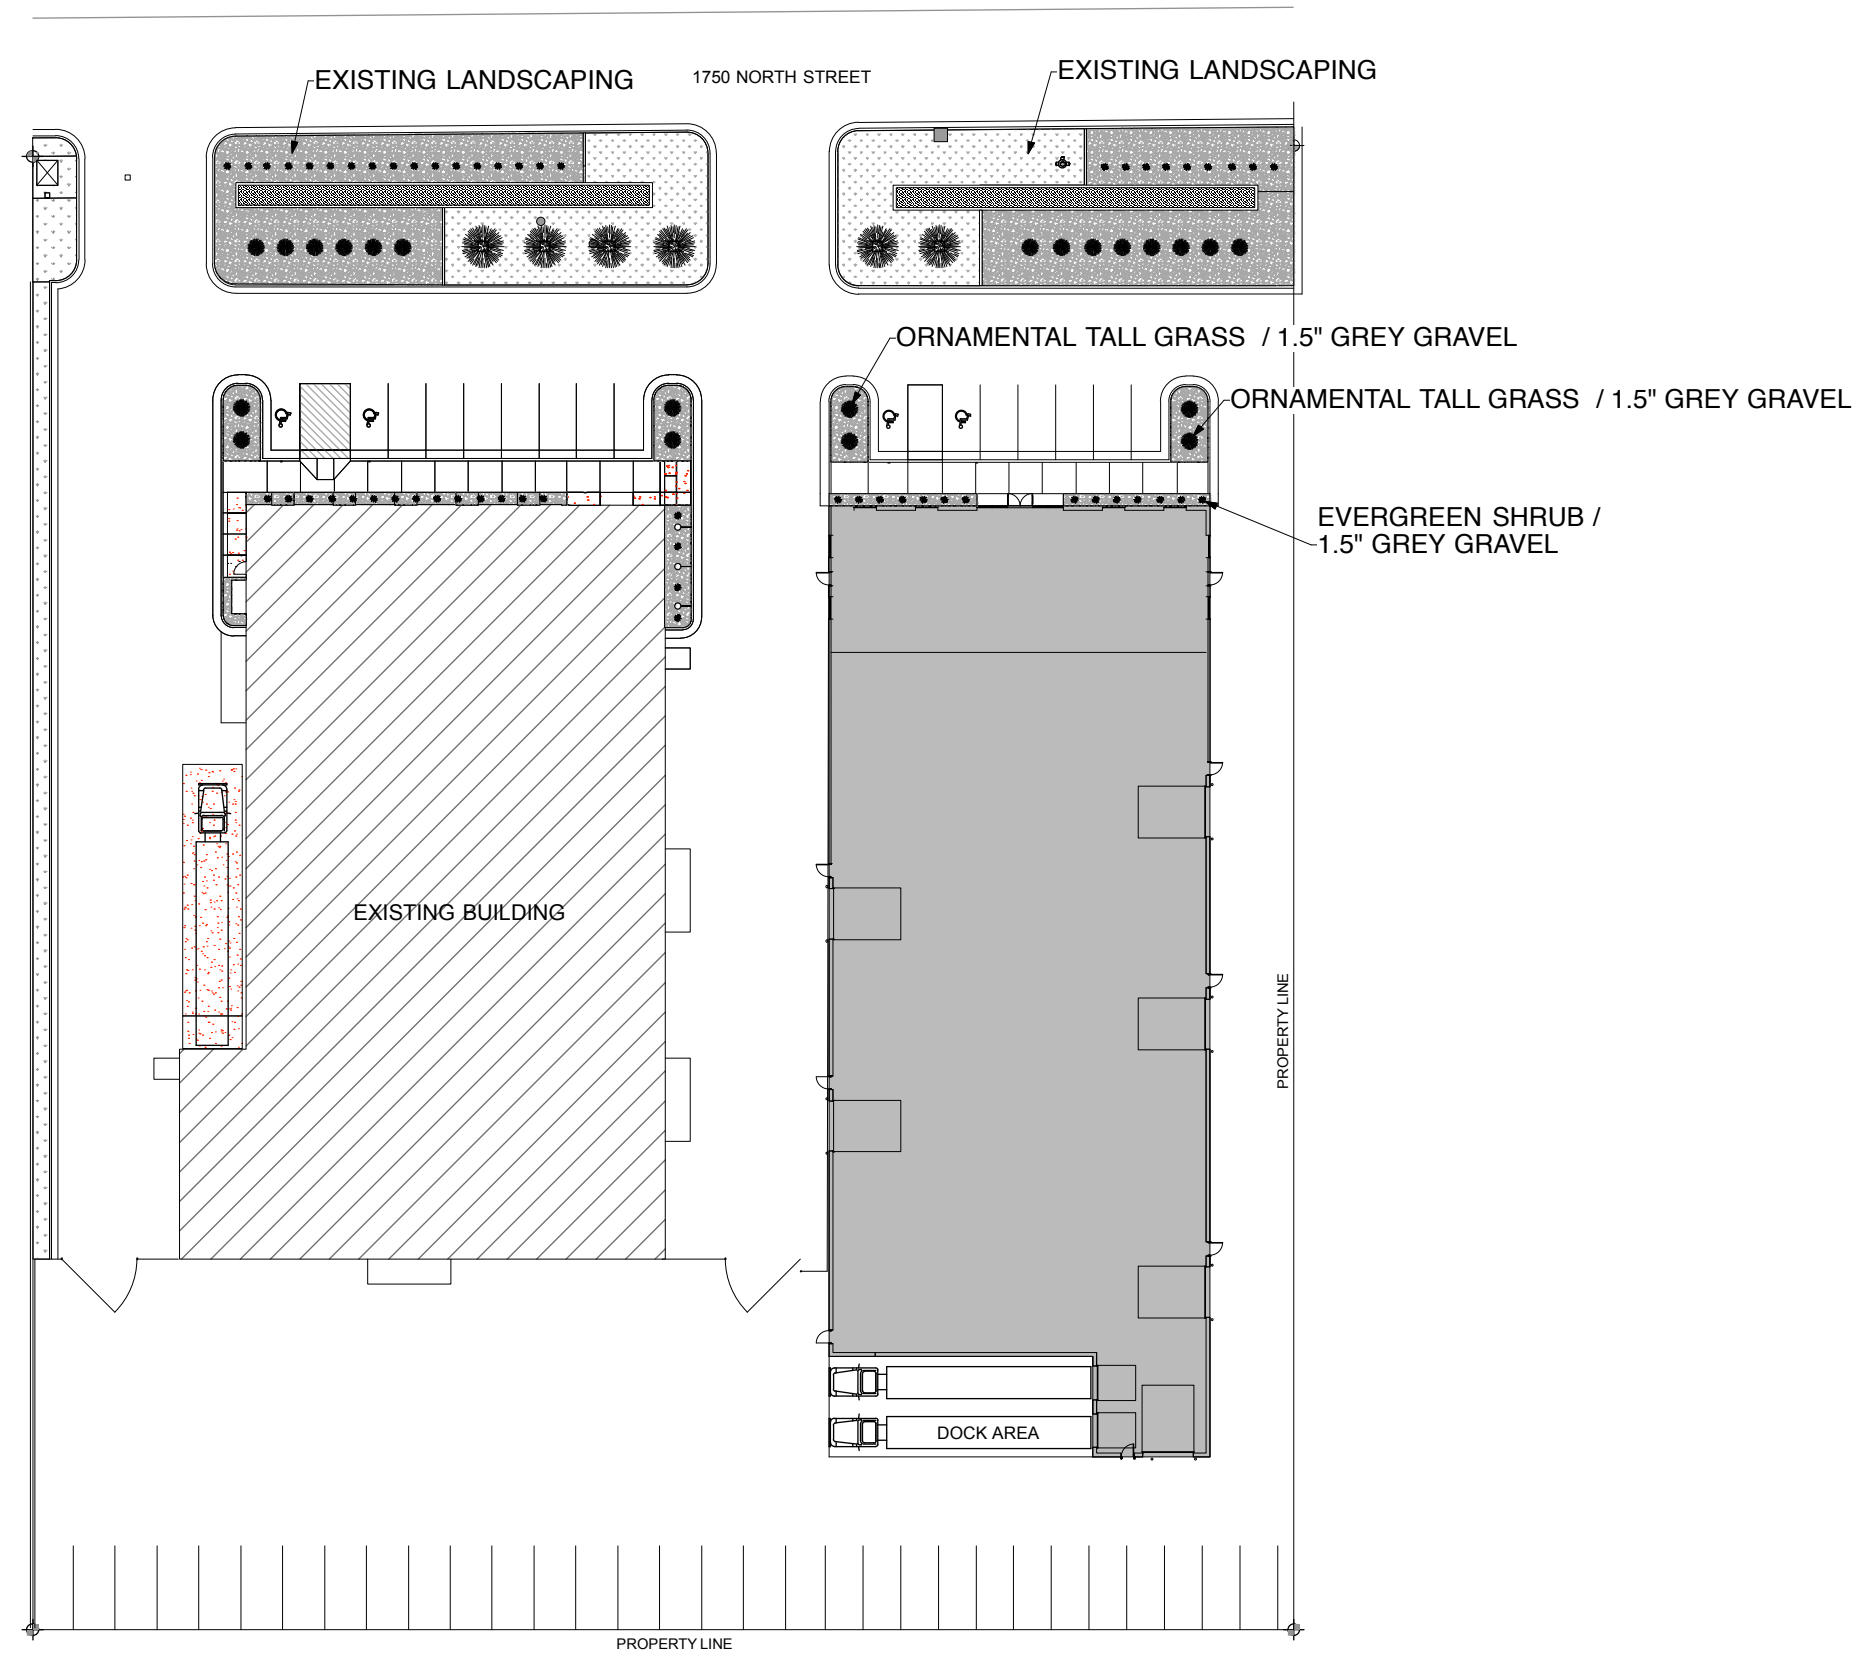 EXISTING LANDSCAPING
1750 NORTH STREET
EXISTING LANDSCAPING
ORNAMENTAL TALL GRASS / 1.5" GREY GRAVEL
ORNAMENTAL TALL GRASS / 1.5" GREY GRAVEL
EVERGREEN SHRUB /
1.5" GREY GRAVEL
EXISTING BUILDING
PROPERTY LINE
DOCK AREA
PROPERTY LINE